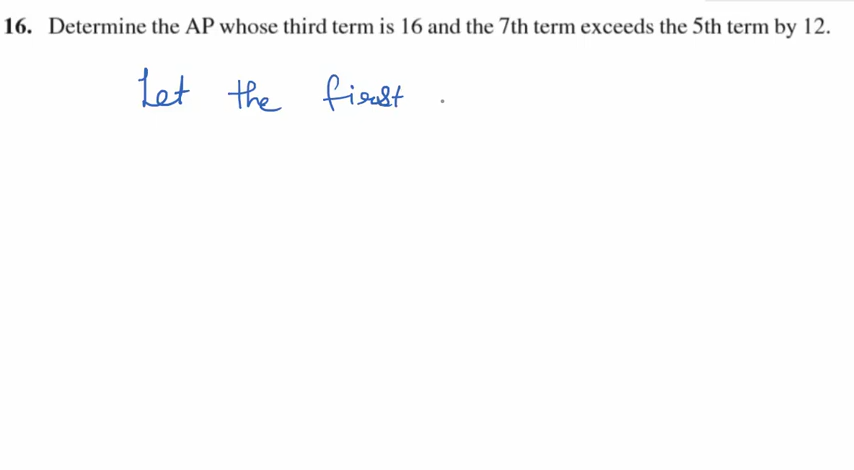 16. Determine the AP whose third term is 16 and the 7th term exceeds the 5th term by 12.
Let the first